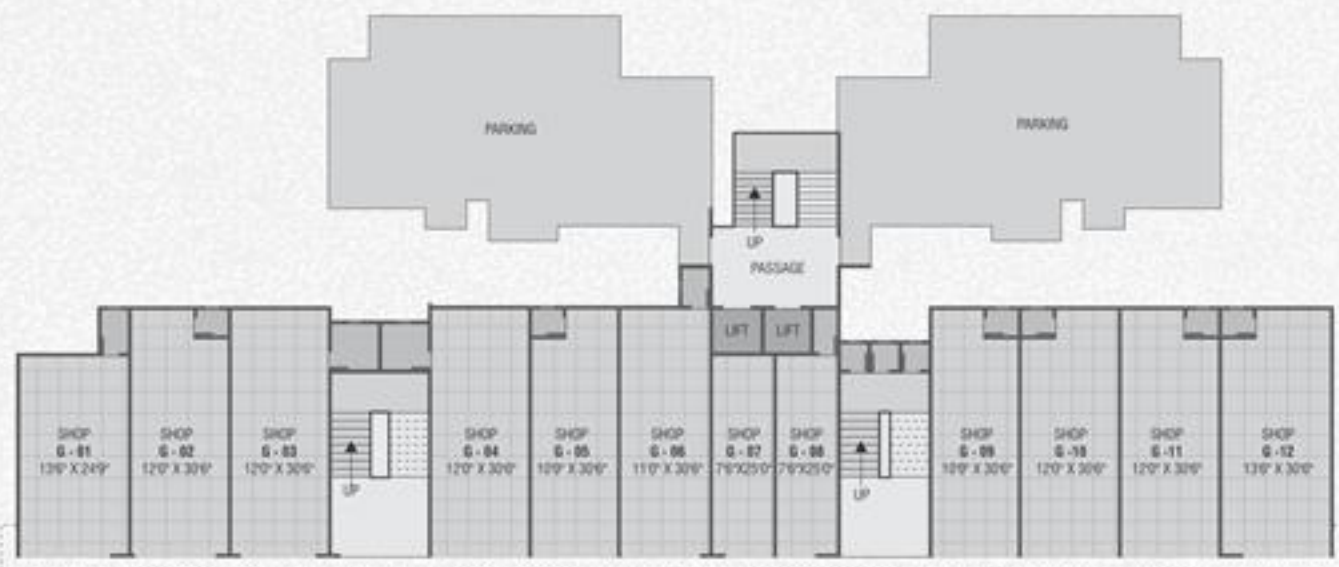 PARKING
PARKING
UP
PASSAGE
LIFT
LIFT
SHOP
G - 01
13'6" X 24'9"
SHOP
G - 02
12'0" X 30'6"
SHOP
G - 03
12'0" X 30'6"
UP
SHOP
G - 04
12'0" X 30'6"
SHOP
G - 05
10'9" X 30'6"
SHOP
G - 06
11'0" X 30'6"
SHOP
G - 07
7'6"X25'0"
SHOP
G - 08
7'6"X25'0"
UP
SHOP
G - 09
10'9" X 30'6"
SHOP
G -10
12'0" X 30'6"
SHOP
G -11
12'0" X 30'6"
SHOP
G -12
13'6" X 30'6"